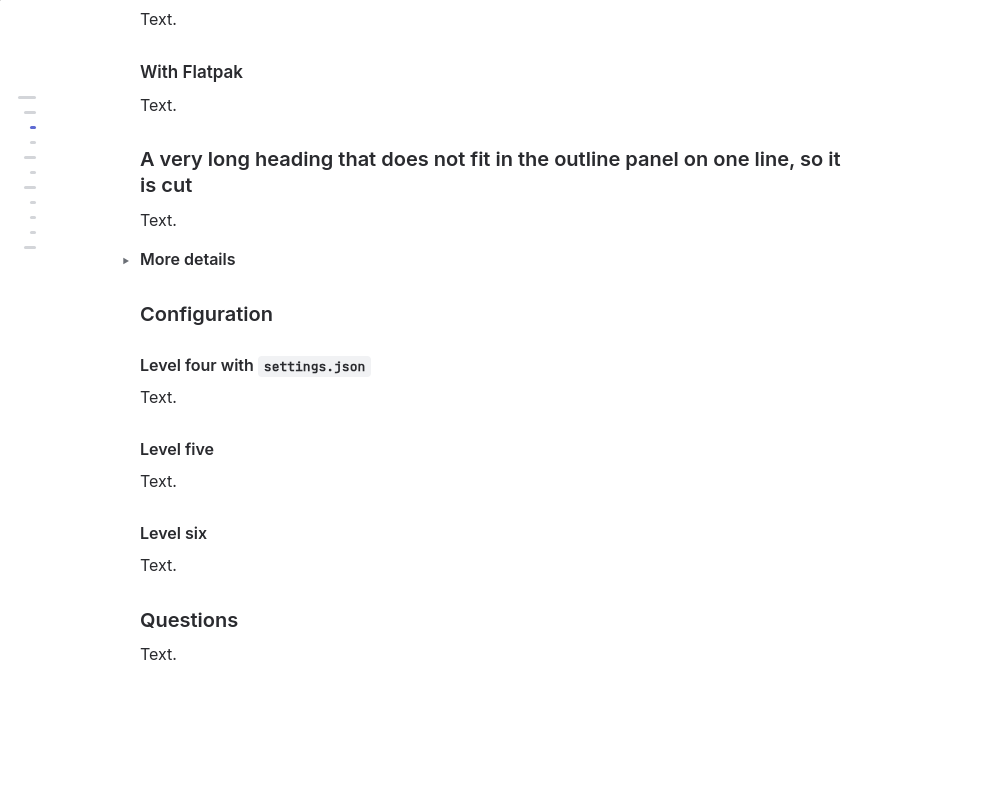 Text.
With Flatpak
Text.
A very long heading that does not fit in the outline panel on one line, so it
is cut
Text.
More details
Configuration
Level four with settings.json
Text.
Level five
Text.
Level six
Text.
Questions
Text.